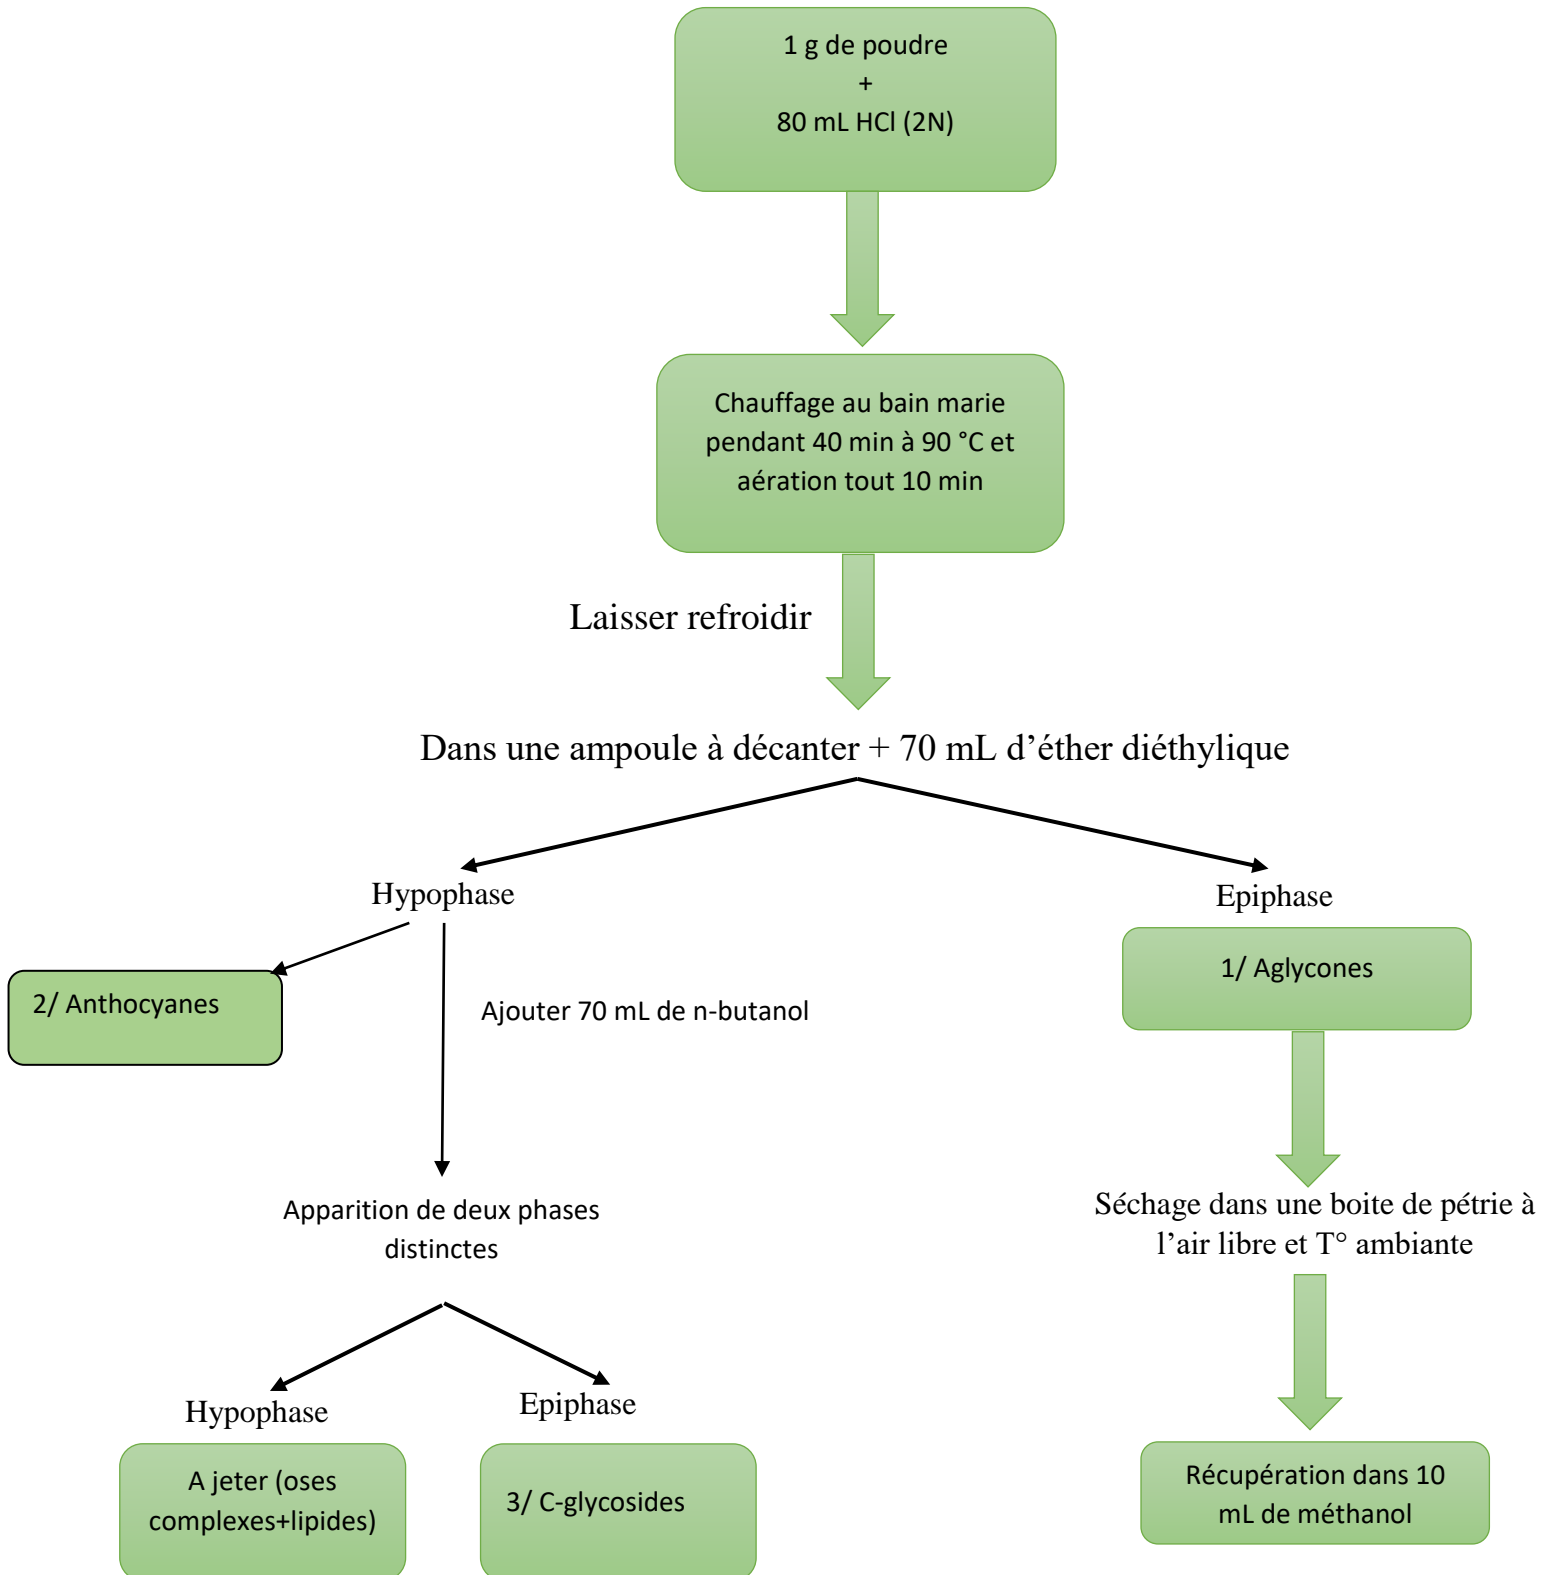 1 g de poudre
+
80 mL HCl (2N)
Chauffage au bain marie
pendant 40 min à 90 °C et
aération tout 10 min
Laisser refroidir
Dans une ampoule à décanter + 70 mL d’éther diéthylique
Hypophase
Epiphase
2/ Anthocyanes
Ajouter 70 mL de n-butanol
1/ Aglycones
Apparition de deux phases
distinctes
Séchage dans une boite de pétrie à
l’air libre et T° ambiante
Hypophase
Epiphase
A jeter (oses
complexes+lipides)
3/ C-glycosides
Récupération dans 10
mL de méthanol